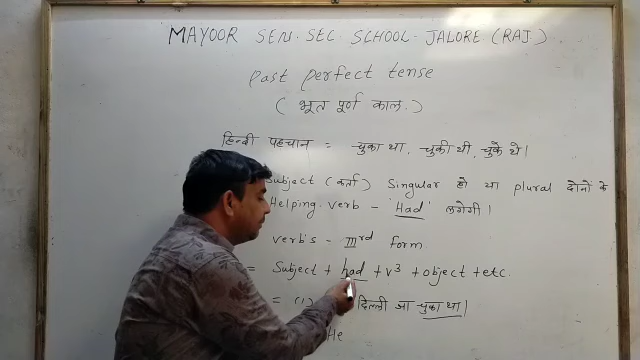 MAYOOR SEN. SEC. SCHOOL - JALORE (RAJ.)
Past perfect tense
(भूत पूर्ण काल.)
हिन्दी पहचान = चुका था, चुकी थी, चुके थे।
Subject (कर्ता) Singular हो या plural दोनों के
Helping verb - 'Had' लगेगी।
verb's - IIIrd form.
= Subject + had + v3 + object + etc.
= (1) दिल्ली जा चुका था।
He